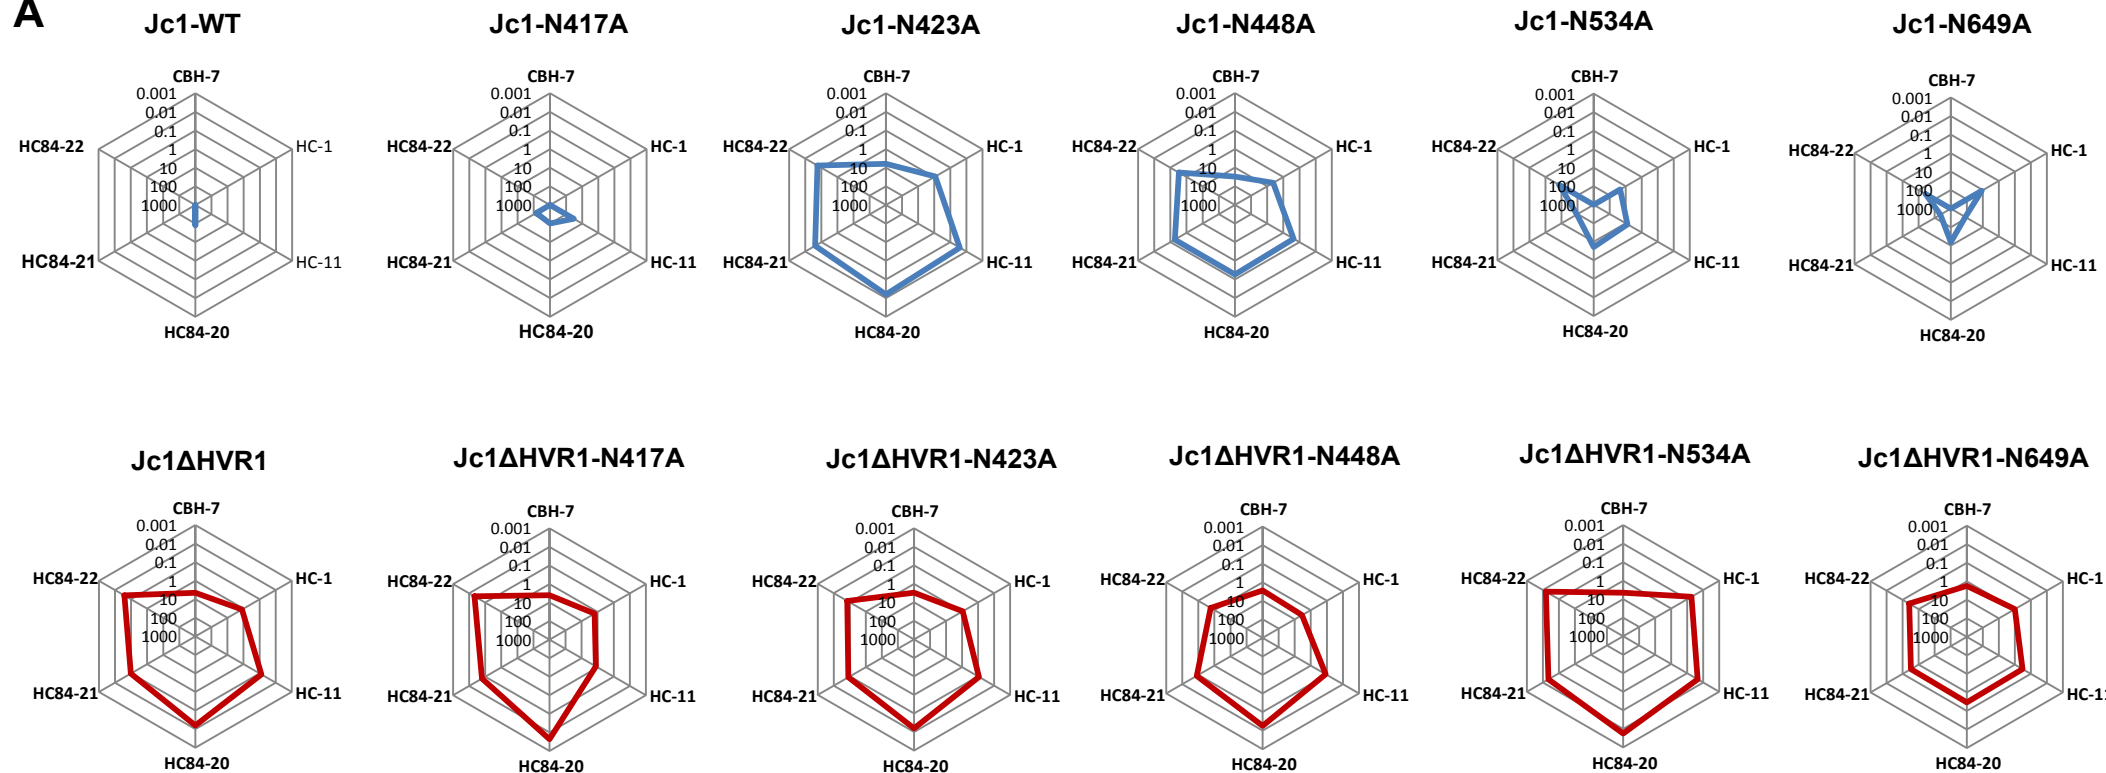 A
Jc1-WT
Jc1-N417A
Jc1-N423A
Jc1-N448A
Jc1-N534A
Jc1-N649A
CBH-7
0.001
0.01
0.1
1
10
100
1000
HC84-22
HC-1
HC84-21
HC-11
HC84-20
CBH-7
0.001
0.01
0.1
1
10
100
1000
HC84-22
HC-1
HC84-21
HC-11
HC84-20
CBH-7
0.001
0.01
0.1
1
10
100
1000
HC84-22
HC-1
HC84-21
HC-11
HC84-20
CBH-7
0.001
0.01
0.1
1
10
100
1000
HC84-22
HC-1
HC84-21
HC-11
HC84-20
CBH-7
0.001
0.01
0.1
1
10
100
1000
HC84-22
HC-1
HC84-21
HC-11
HC84-20
CBH-7
0.001
0.01
0.1
1
10
100
1000
HC84-22
HC-1
HC84-21
HC-11
HC84-20
Jc1ΔHVR1
Jc1ΔHVR1-N417A
Jc1ΔHVR1-N423A
Jc1ΔHVR1-N448A
Jc1ΔHVR1-N534A
Jc1ΔHVR1-N649A
CBH-7
0.001
0.01
0.1
1
10
100
1000
HC84-22
HC-1
HC84-21
HC-11
HC84-20
CBH-7
0.001
0.01
0.1
1
10
100
1000
HC84-22
HC-1
HC84-21
HC-11
HC84-20
CBH-7
0.001
0.01
0.1
1
10
100
1000
HC84-22
HC-1
HC84-21
HC-11
HC84-20
CBH-7
0.001
0.01
0.1
1
10
100
1000
HC84-22
HC-1
HC84-21
HC-11
HC84-20
CBH-7
0.001
0.01
0.1
1
10
100
1000
HC84-22
HC-1
HC84-21
HC-11
HC84-20
CBH-7
0.001
0.01
0.1
1
10
100
1000
HC84-22
HC-1
HC84-21
HC-11
HC84-20